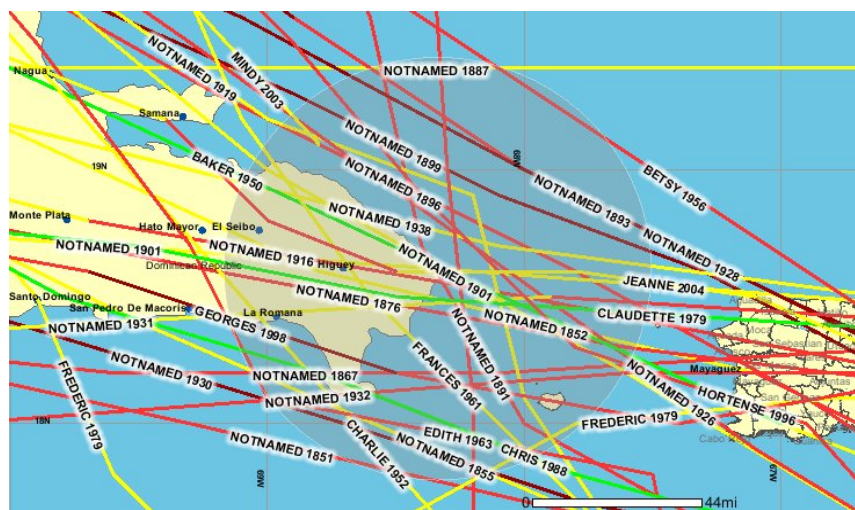 NOTNAMED 1887
Nagua
NOTNAMED 1919
MINDY 2003
Samana
NOTNAMED 1899
68W
19N
BAKER 1950
NOTNAMED 1896
BETSY 1956
NOTNAMED 1893
Monte Plata
Hato Mayor
El Seibo
NOTNAMED 1938
NOTNAMED 1928
NOTNAMED 1901
NOTNAMED 1916
Dominican Republic
Higuey
NOTNAMED 1901
JEANNE 2004
Santo Domingo
San Pedro De Macoris
NOTNAMED 1876
La Romana
NOTNAMED 1852
CLAUDETTE 1979
NOTNAMED 1931
GEORGES 1998
Moca
San Sebastian
NOTNAMED 1930
NOTNAMED 1867
FRANCES 1961
NOTNAMED 1891
Mayaguez
FREDERIC 1979
NOTNAMED 1932
NOTNAMED 1926
HORTENSE 1996
18N
FREDERIC 1979
NOTNAMED 1851
CHARLIE 1952
EDITH 1963
NOTNAMED 1855
CHRIS 1988
69W
67W
0
44mi